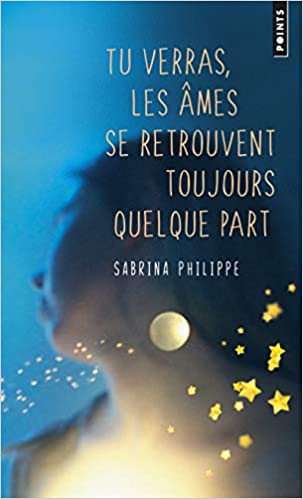 POINTS
TU VERRAS,
LES ÂMES
SE RETROUVENT
TOUJOURS
QUELQUE PART
SABRINA PHILIPPE